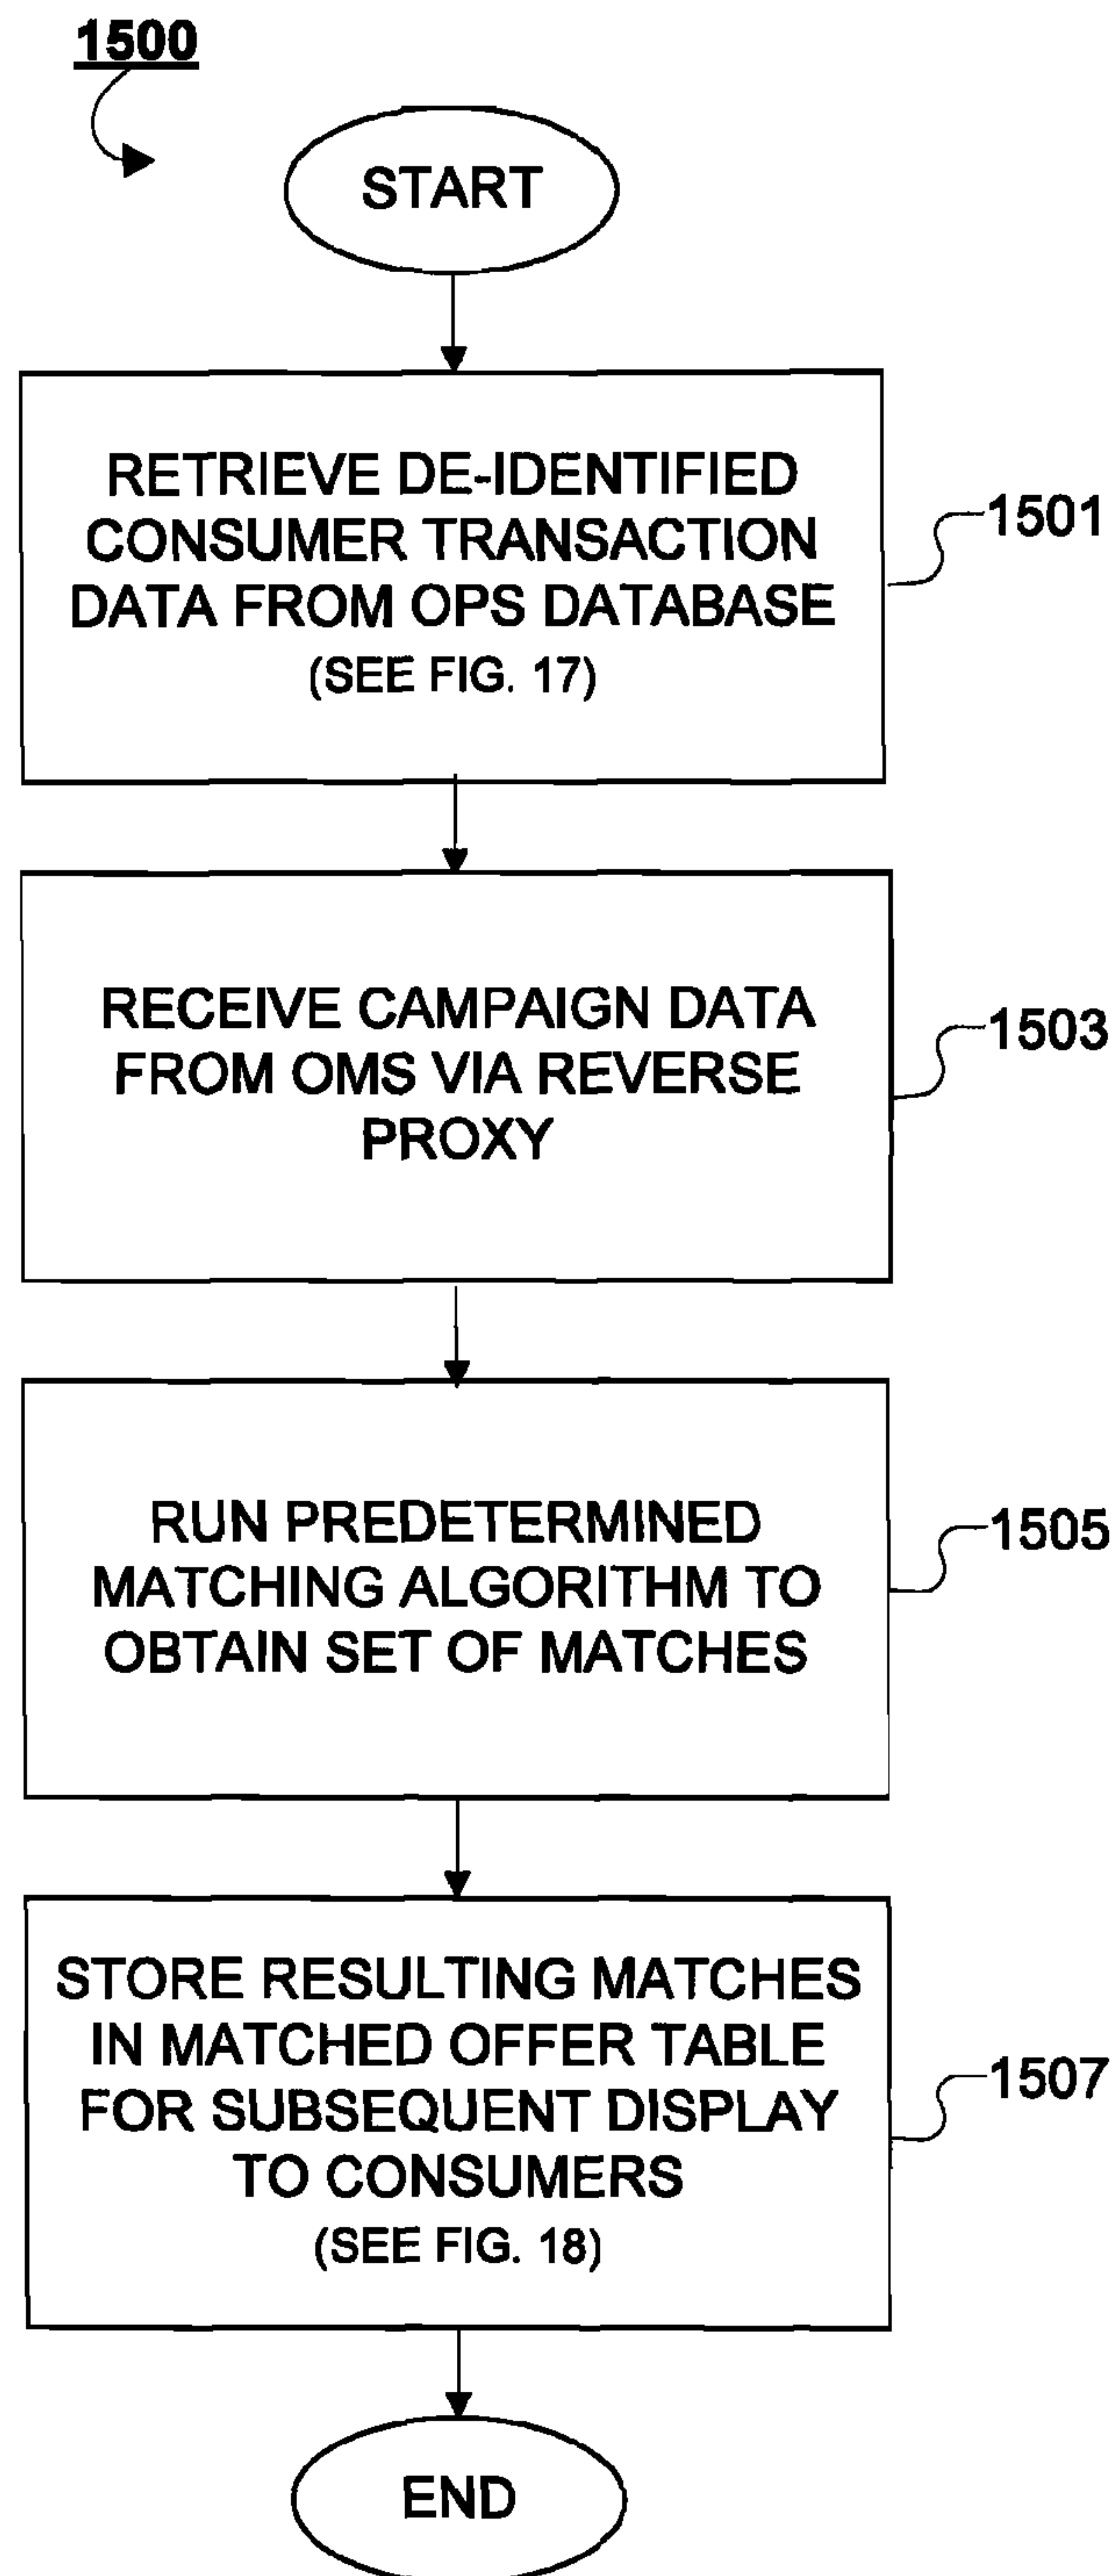 1500
START
RETRIEVE DE-IDENTIFIED
CONSUMER TRANSACTION
DATA FROM OPS DATABASE
(SEE FIG. 17)
1501
RECEIVE CAMPAIGN DATA
FROM OMS VIA REVERSE
PROXY
1503
RUN PREDETERMINED
MATCHING ALGORITHM TO
OBTAIN SET OF MATCHES
1505
STORE RESULTING MATCHES
IN MATCHED OFFER TABLE
FOR SUBSEQUENT DISPLAY
TO CONSUMERS
(SEE FIG. 18)
1507
END